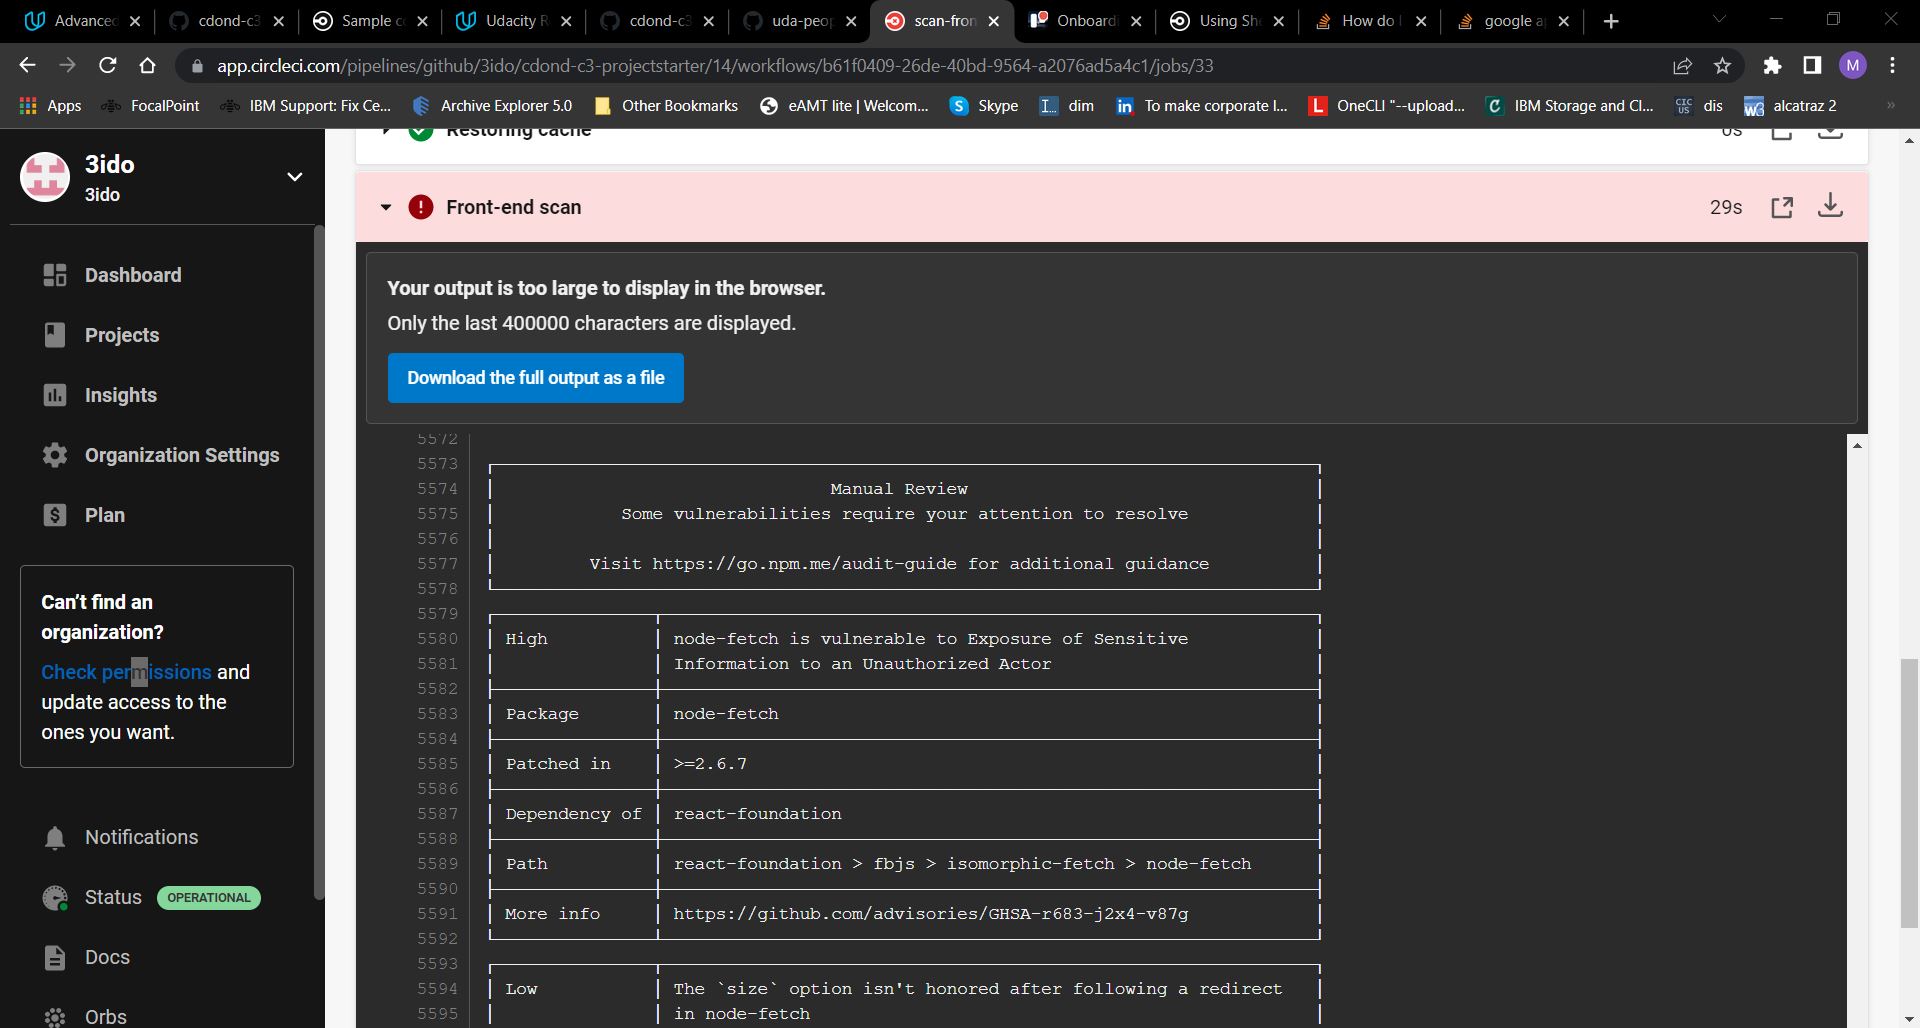 Advanced
cdond-c3
Sample c
Udacity R
cdond-c3
uda-peop
scan-fron
Onboardi
Using She
How do I
google a
app.circleci.com/pipelines/github/3ido/cdond-c3-projectstarter/14/workflows/b61f0409-26de-40bd-9564-a2076ad5a4c1/jobs/33
M
Apps
FocalPoint
IBM Support: Fix Ce...
Archive Explorer 5.0
Other Bookmarks
eAMT lite | Welcom...
Skype
dim
To make corporate I...
OneCLI "--upload...
IBM Storage and Cl...
dis
alcatraz 2
3ido
3ido
Dashboard
Projects
Insights
Organization Settings
Plan
Can't find an
organization?
Check permissions and
update access to the
ones you want.
Notifications
Status OPERATIONAL
Docs
Orbs
Restoring cache
0s
Front-end scan
29s
Your output is too large to display in the browser.
Only the last 400000 characters are displayed.
Download the full output as a file
5572
5573
5574 Manual Review
5575 Some vulnerabilities require your attention to resolve
5576
5577 Visit https://go.npm.me/audit-guide for additional guidance
5578
5579
5580 High node-fetch is vulnerable to Exposure of Sensitive
5581 Information to an Unauthorized Actor
5582
5583 Package node-fetch
5584
5585 Patched in >=2.6.7
5586
5587 Dependency of react-foundation
5588
5589 Path react-foundation > fbjs > isomorphic-fetch > node-fetch
5590
5591 More info https://github.com/advisories/GHSA-r683-j2x4-v87g
5592
5593
5594 Low The `size` option isn't honored after following a redirect
5595 in node-fetch